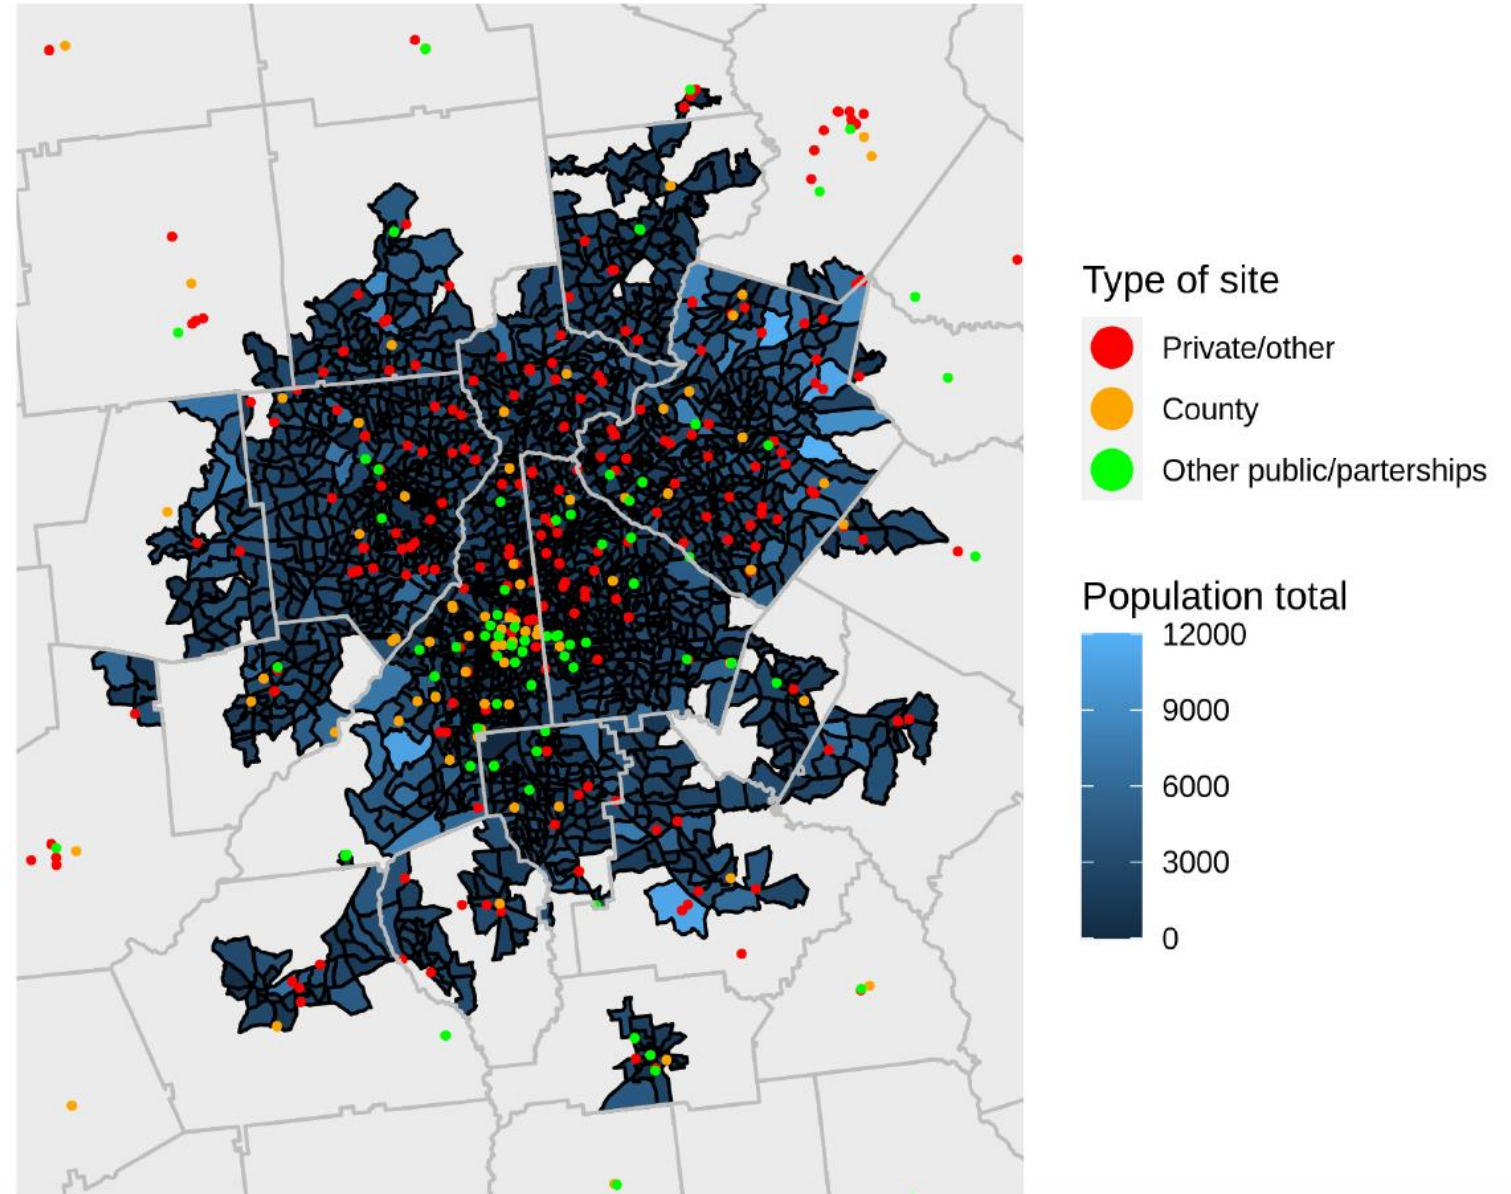 Type of site
Private/other
County
Other public/parterships
Population total
12000
9000
6000
3000
0